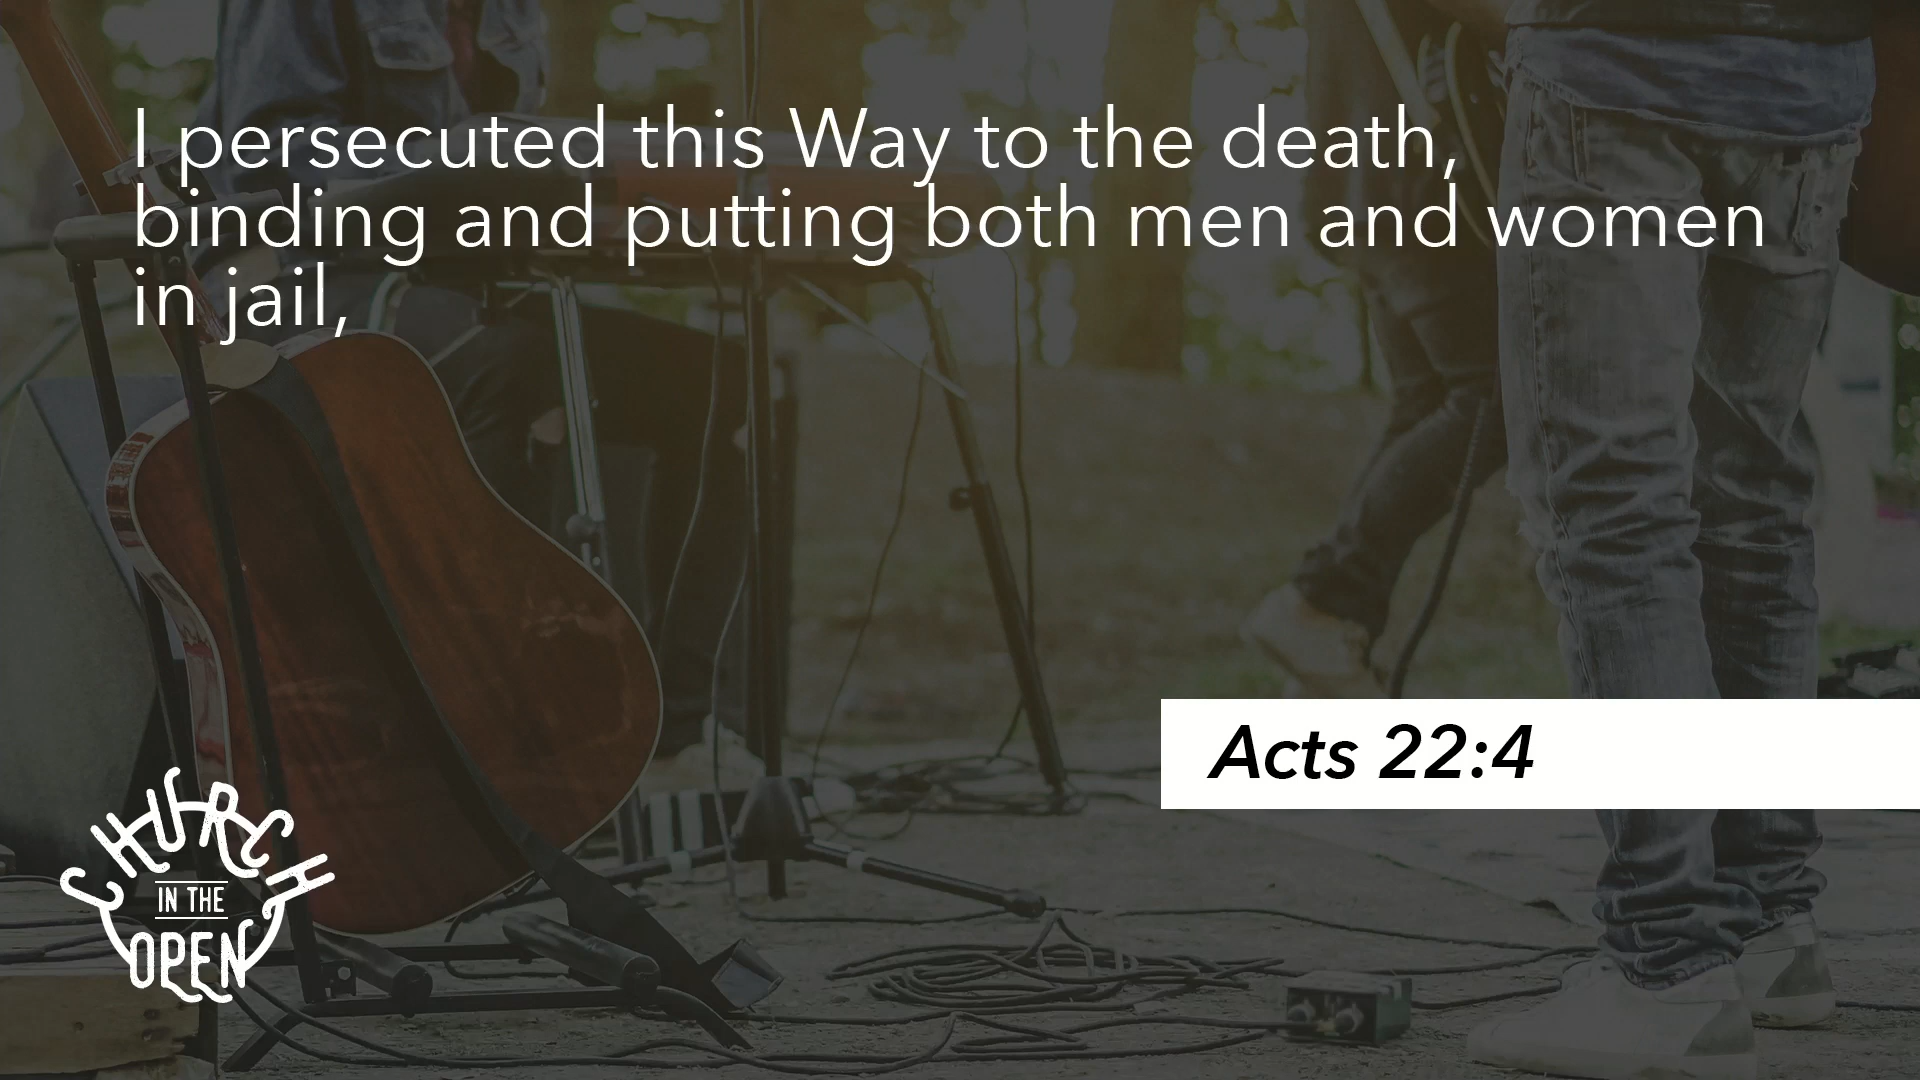 I persecuted this Way to the death,
binding and putting both men and women
in jail,
Acts 22:4
CHURCH
IN THE
OPEN